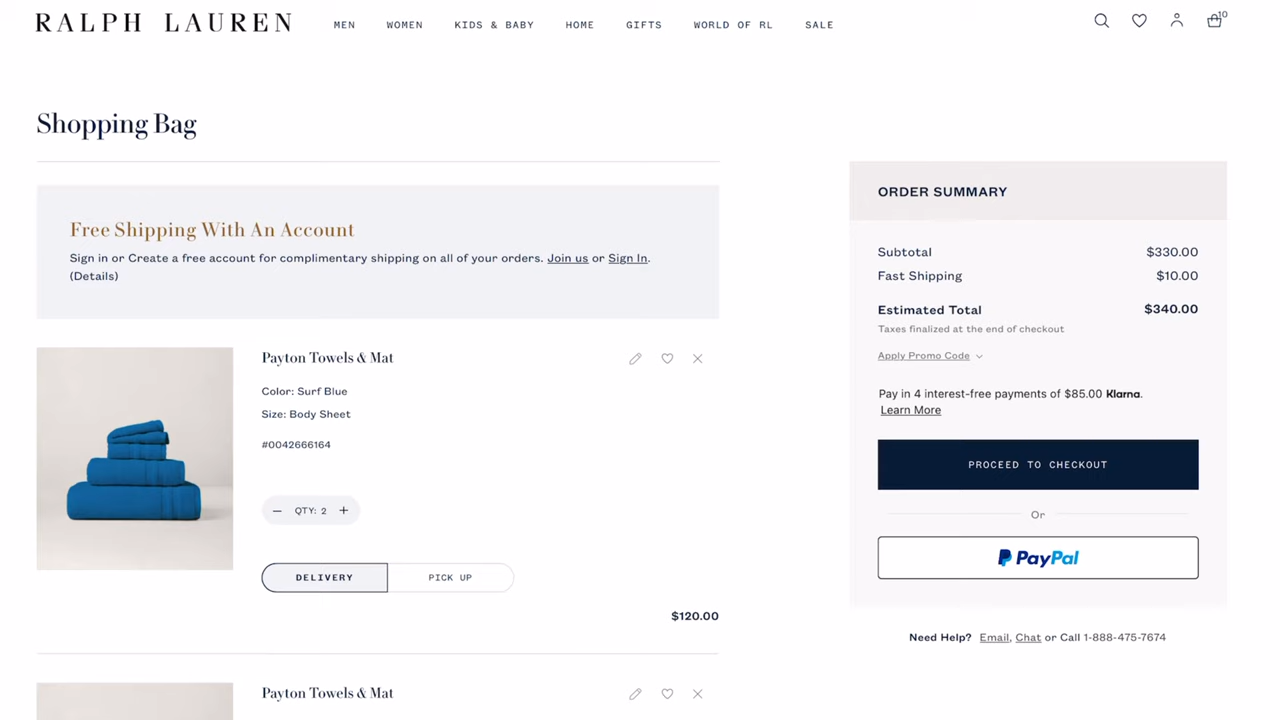 RALPH LAUREN
MEN WOMEN KIDS & BABY HOME GIFTS WORLD OF RL SALE
10
Shopping Bag
Free Shipping With An Account
Sign in or Create a free account for complimentary shipping on all of your orders. Join us or Sign In.
(Details)
Payton Towels & Mat
Color: Surf Blue
Size: Body Sheet
#0042666164
QTY: 2
DELIVERY PICK UP
$120.00
Payton Towels & Mat
ORDER SUMMARY
Subtotal $330.00
Fast Shipping $10.00
Estimated Total $340.00
Taxes finalized at the end of checkout
Apply Promo Code
Pay in 4 interest-free payments of $85.00 Klarna.
Learn More
PROCEED TO CHECKOUT
Or
PayPal
Need Help? Email, Chat or Call 1-888-475-7674